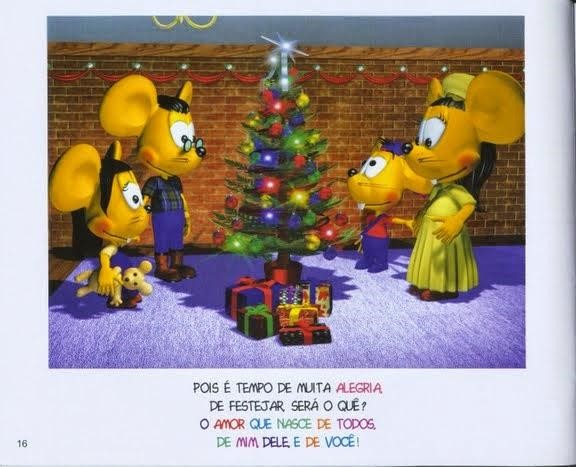 POIS É TEMPO DE MUITA ALEGRIA,
DE FESTEJAR, SERÁ O QUÊ?
O AMOR QUE NASCE DE TODOS,
DE MIM, DELE, E DE VOCÊ!
16